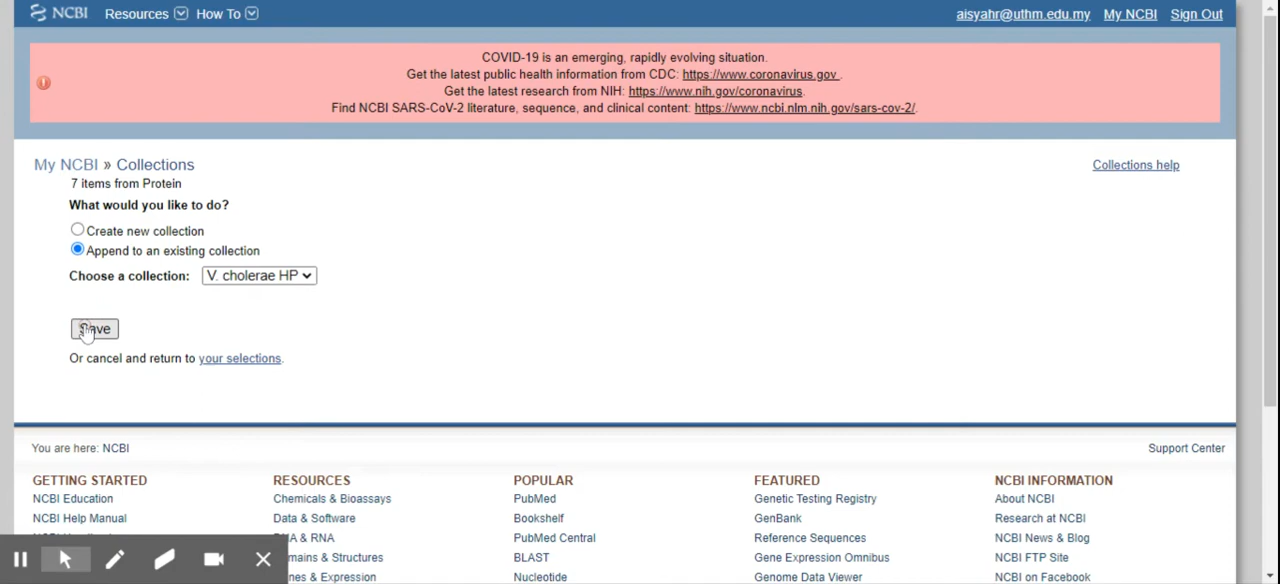 NCBI Resources How To aisyahr@uthm.edu.my My NCBI Sign Out
COVID-19 is an emerging, rapidly evolving situation.
Get the latest public health information from CDC: https://www.coronavirus.gov .
Get the latest research from NIH: https://www.nih.gov/coronavirus.
Find NCBI SARS-CoV-2 literature, sequence, and clinical content: https://www.ncbi.nlm.nih.gov/sars-cov-2/.
My NCBI » Collections Collections help
7 items from Protein
What would you like to do?
Create new collection
Append to an existing collection
Choose a collection: V. cholerae HP
Save
Or cancel and return to your selections.
You are here: NCBI Support Center
GETTING STARTED RESOURCES POPULAR FEATURED NCBI INFORMATION
NCBI Education Chemicals & Bioassays PubMed Genetic Testing Registry About NCBI
NCBI Help Manual Data & Software Bookshelf GenBank Research at NCBI
& RNA PubMed Central Reference Sequences NCBI News & Blog
& Structures BLAST Gene Expression Omnibus NCBI FTP Site
& Expression Nucleotide Genome Data Viewer NCBI on Facebook